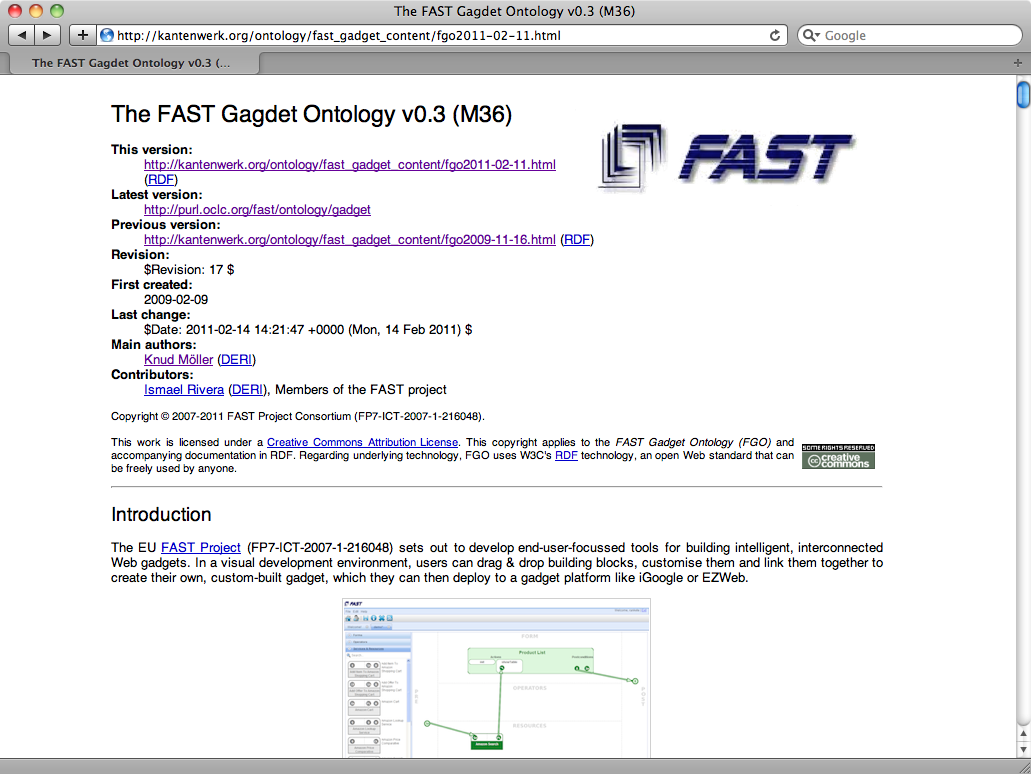 The FAST Gagdet Ontology v0.3 (M36)
http://kantenwerk.org/ontology/fast_gadget_content/fgo2011-02-11.html
Google
The FAST Gagdet Ontology v0.3 (...
The FAST Gagdet Ontology v0.3 (M36)
FAST
This version:
http://kantenwerk.org/ontology/fast_gadget_content/fgo2011-02-11.html
(RDF)
Latest version:
http://purl.oclc.org/fast/ontology/gadget
Previous version:
http://kantenwerk.org/ontology/fast_gadget_content/fgo2009-11-16.html (RDF)
Revision:
$Revision: 17 $
First created:
2009-02-09
Last change:
$Date: 2011-02-14 14:21:47 +0000 (Mon, 14 Feb 2011) $
Main authors:
Knud Möller (DERI)
Contributors:
Ismael Rivera (DERI), Members of the FAST project
Copyright © 2007-2011 FAST Project Consortium (FP7-ICT-2007-1-216048).
This work is licensed under a Creative Commons Attribution License. This copyright applies to the FAST Gadget Ontology (FGO) and
accompanying documentation in RDF. Regarding underlying technology, FGO uses W3C's RDF technology, an open Web standard that can
be freely used by anyone.
SOME RIGHTS RESERVED
cc creative
commons
Introduction
The EU FAST Project (FP7-ICT-2007-1-216048) sets out to develop end-user-focussed tools for building intelligent, interconnected
Web gadgets. In a visual development environment, users can drag & drop building blocks, customise them and link them together to
create their own, custom-built gadget, which they can then deploy to a gadget platform like iGoogle or EZWeb.
FAST
FORM
Product List
OPERATORS
RESOURCES
Amazon Search